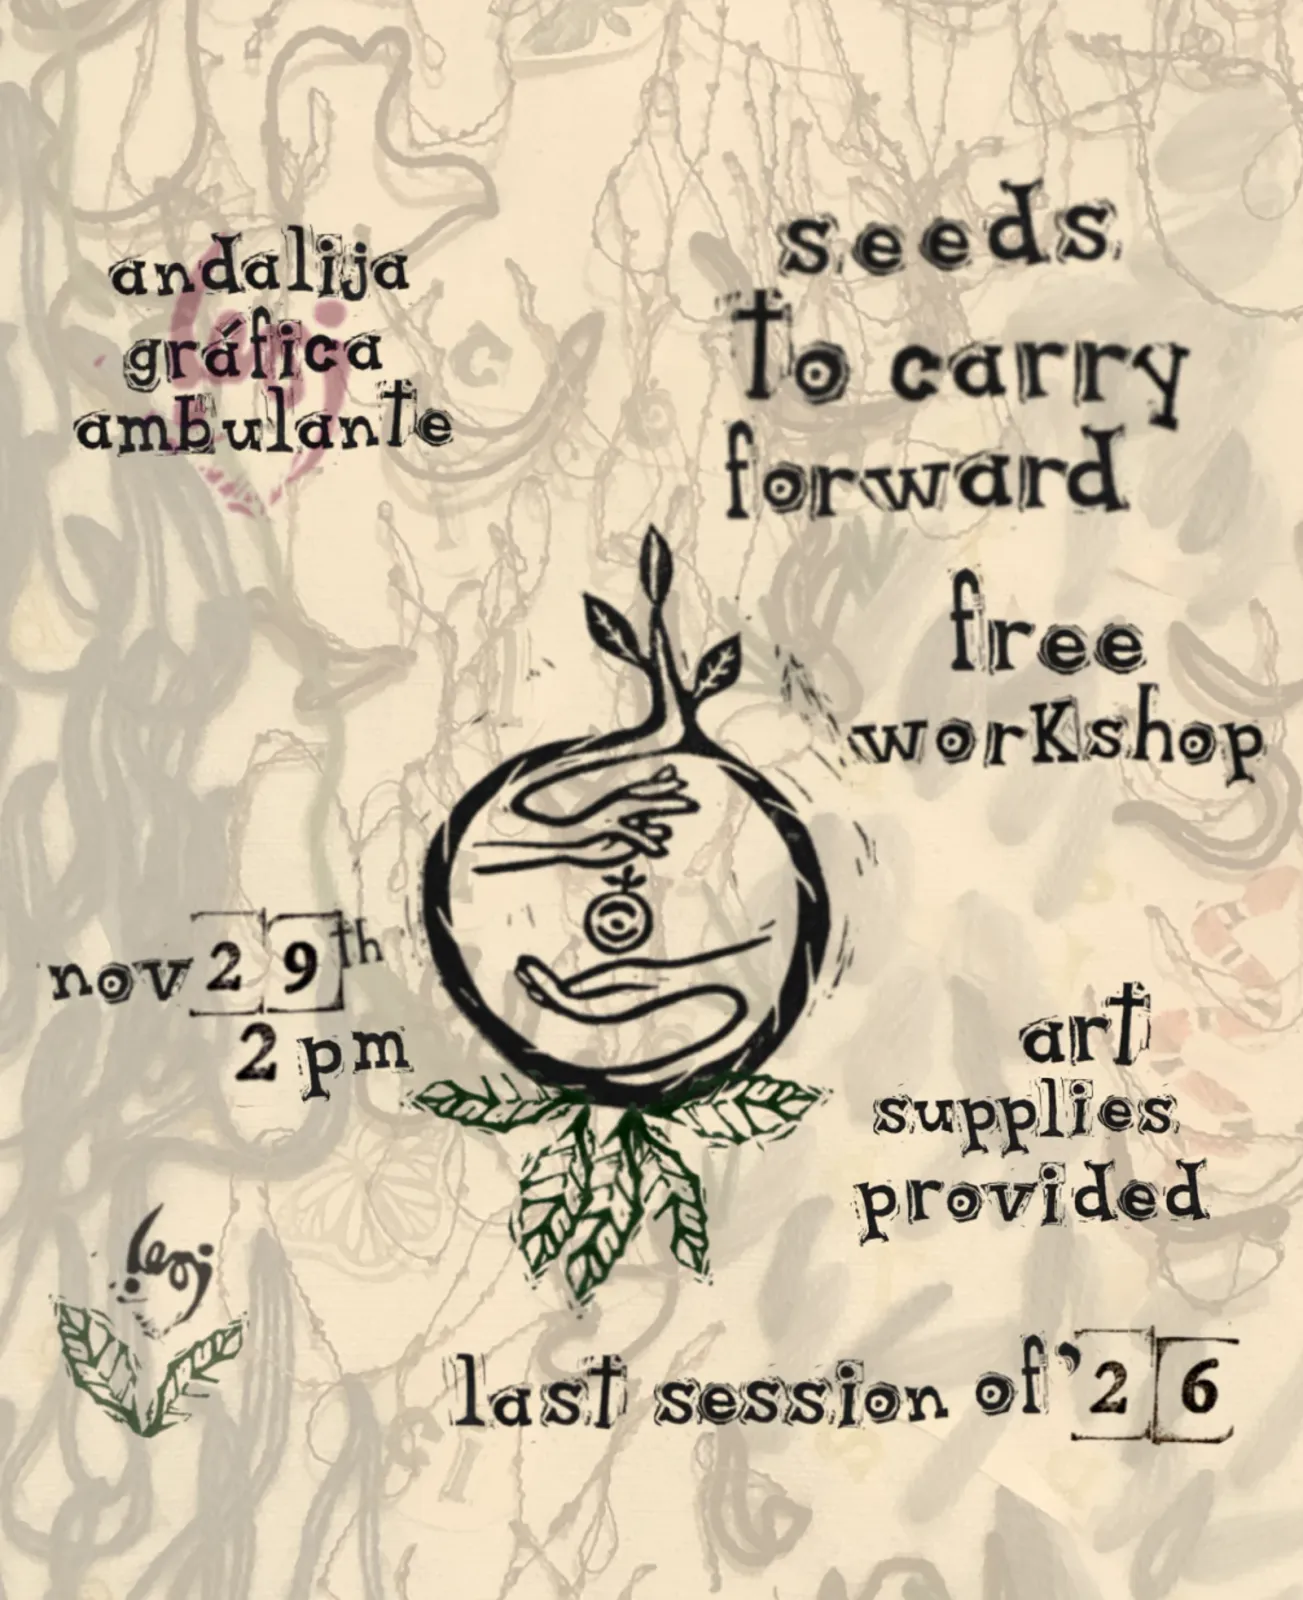 andalija
gráfica
ambulante
seeds
to carry
forward
free
workshop
nov 29th
2 pm
art
supplies
provided
last session of '26